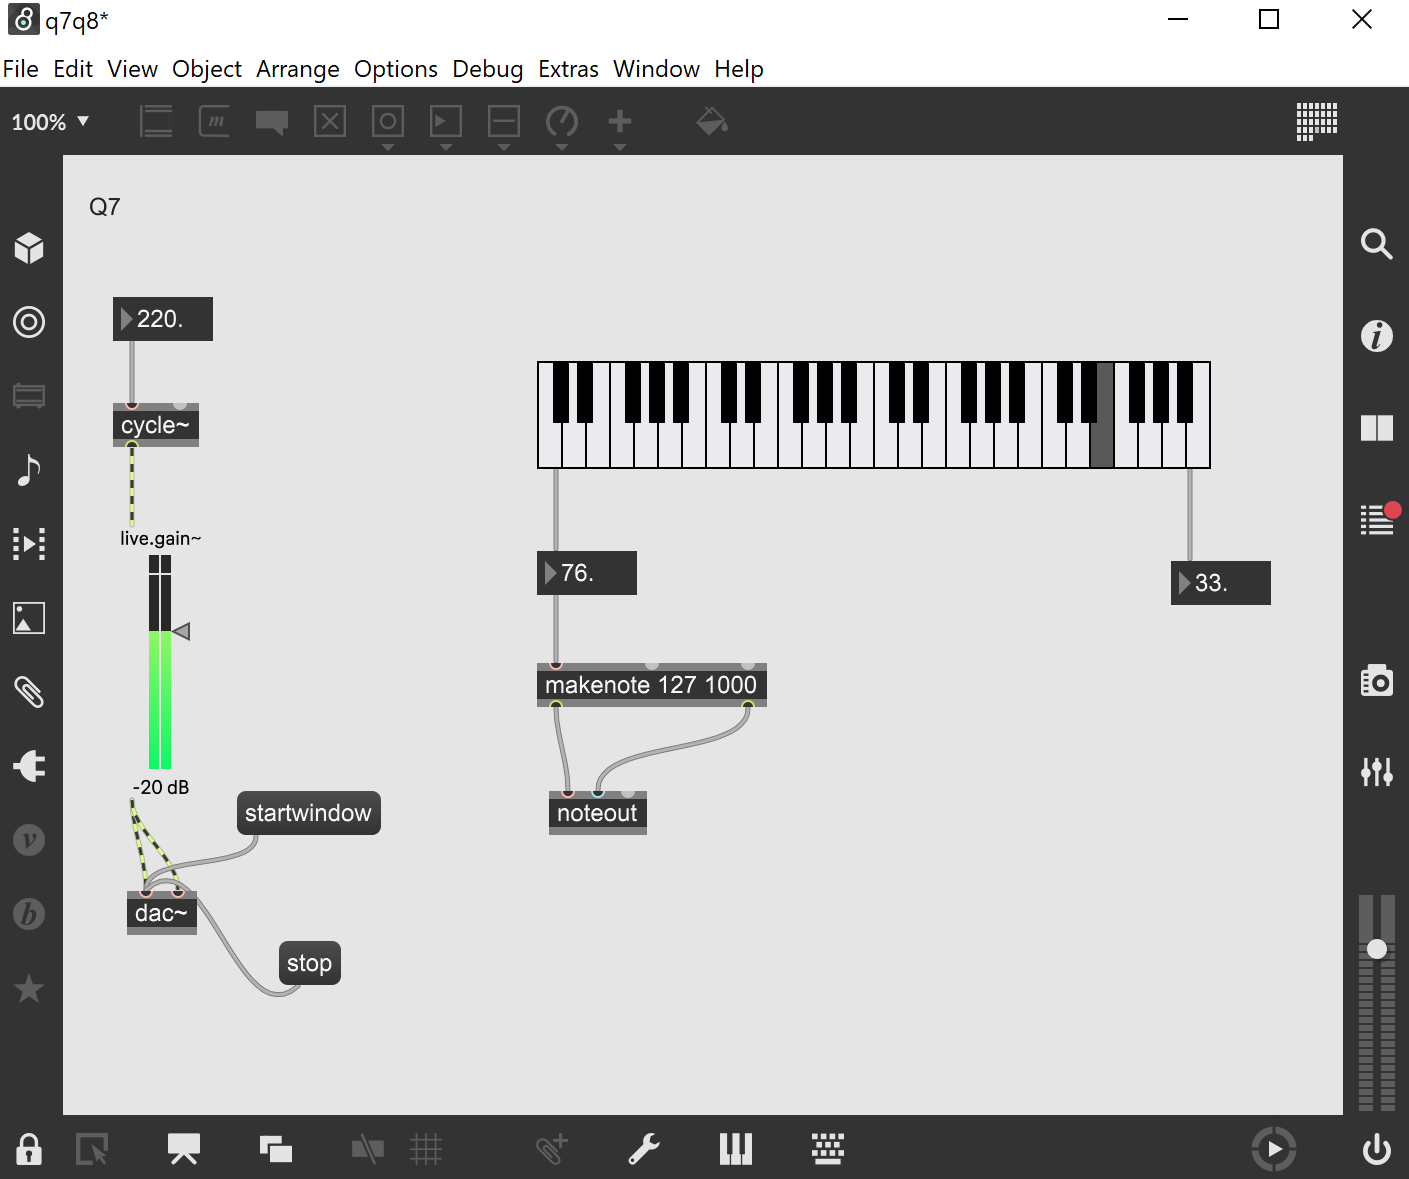 q7q8*
File Edit View Object Arrange Options Debug Extras Window Help
100%
m
Q7
220.
cycle~
live.gain~
-20 dB
startwindow
dac~
stop
76.
33.
makenote 127 1000
noteout
i
v
b